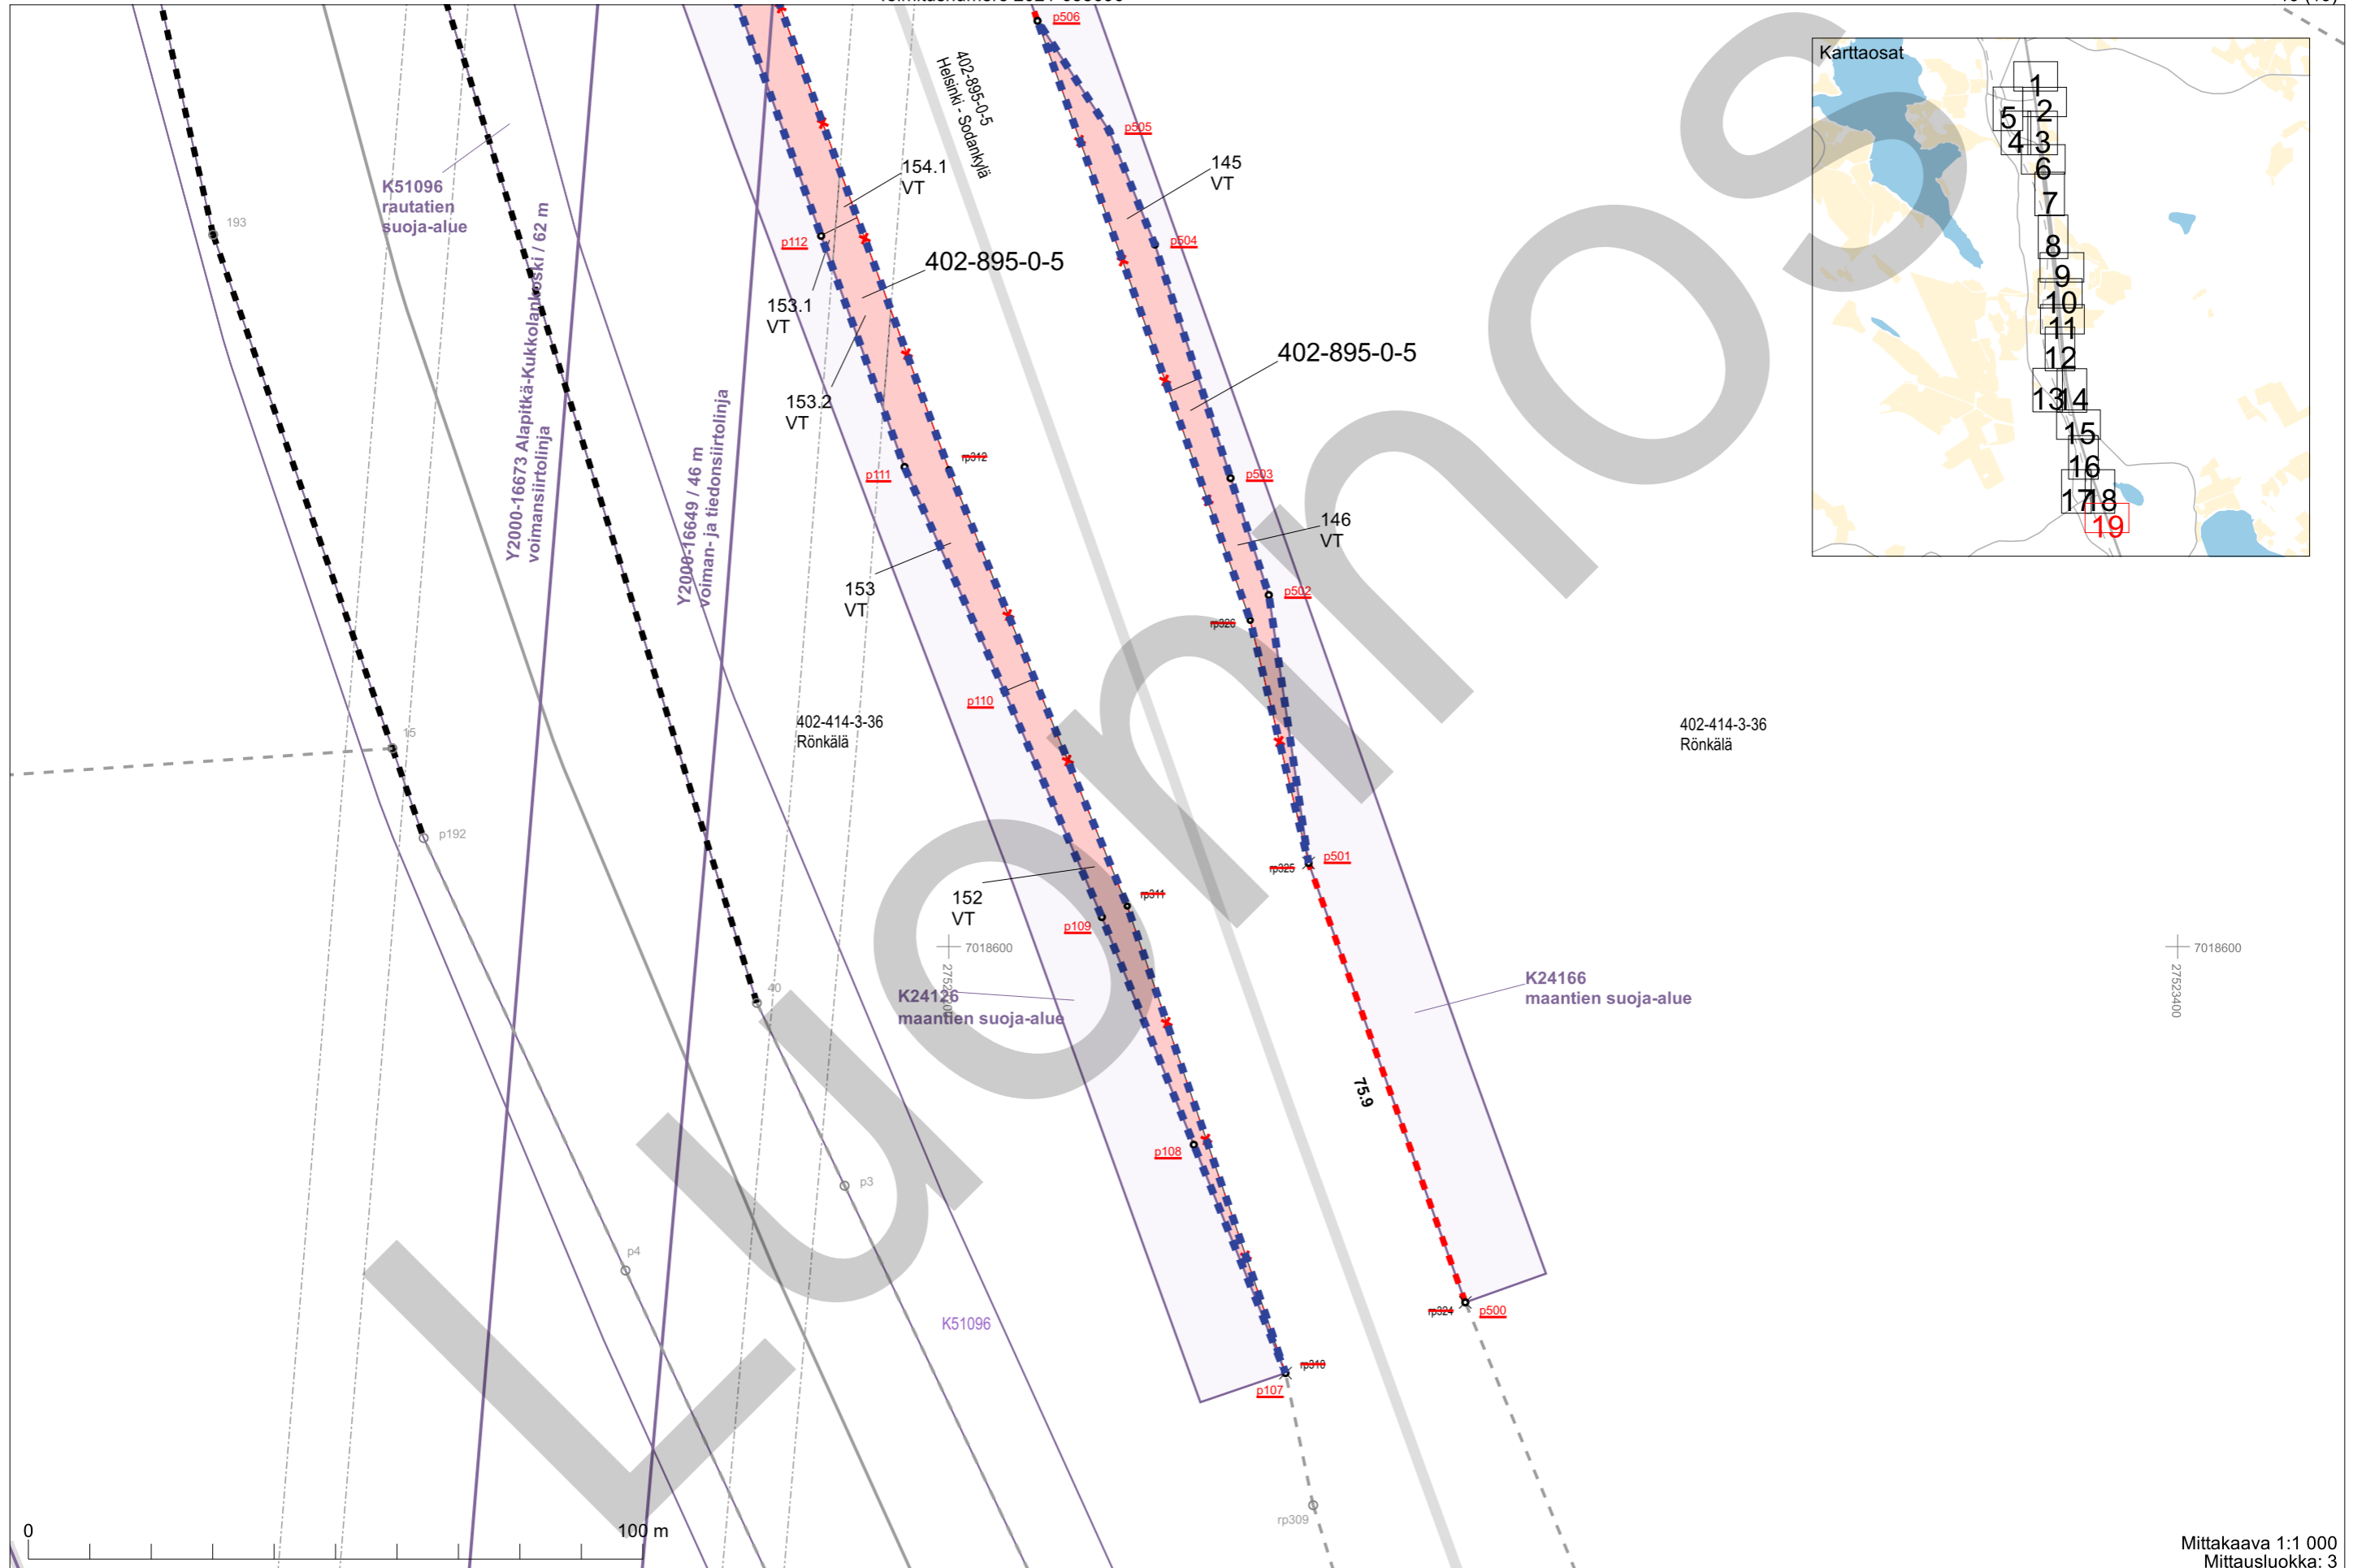 Karttaosat
1
2
5
4
3
6
7
8
9
10
11
12
13
14
15
16
17
18
19
p506
402-895-0-5
Helsinki - Sodankylä
p505
154.1
VT
145
VT
K51096
rautatien
suoja-alue
193
p112
p504
402-895-0-5
153.1
VT
402-895-0-5
Y2000-16673 Alapitkä-Kukkolankoski / 62 m
voimansiirtolinja
153.2
VT
Y2000-16649 / 46 m
voiman- ja tiedonsiirtolinja
rp312
p111
p503
146
VT
153
VT
p502
rp326
p110
402-414-3-36
Rönkälä
402-414-3-36
Rönkälä
15
p192
p501
rp325
152
VT
rp311
p109
7018600
7018600
27523400
K24126
maantien suoja-alue
K24166
maantien suoja-alue
40
75.9
p108
p3
p4
K51096
rp324
p500
rp310
p107
rp309
Luonnos
0
100 m
Mittakaava 1:1 000
Mittausluokka: 3